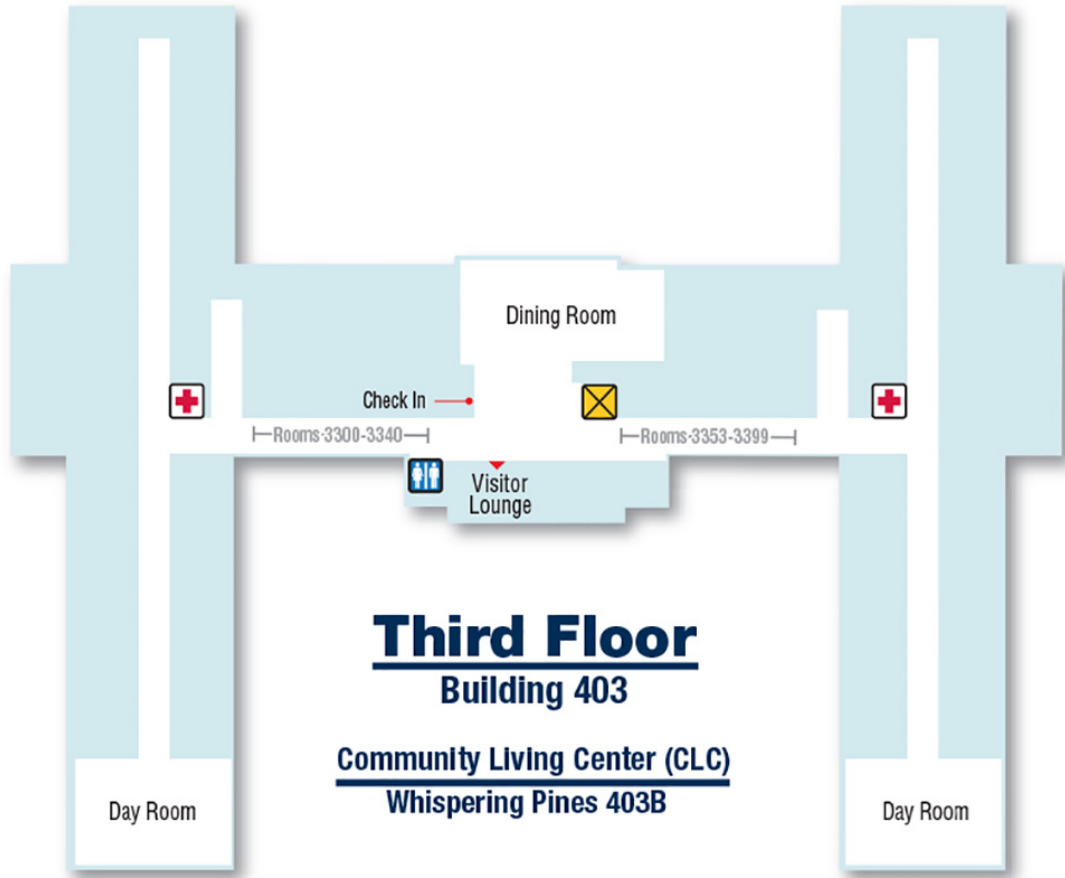 Dining Room
Check In
Rooms-3300-3340
Rooms-3353-3399
Visitor
Lounge
Third Floor
Building 403
Community Living Center (CLC)
Whispering Pines 403B
Day Room
Day Room